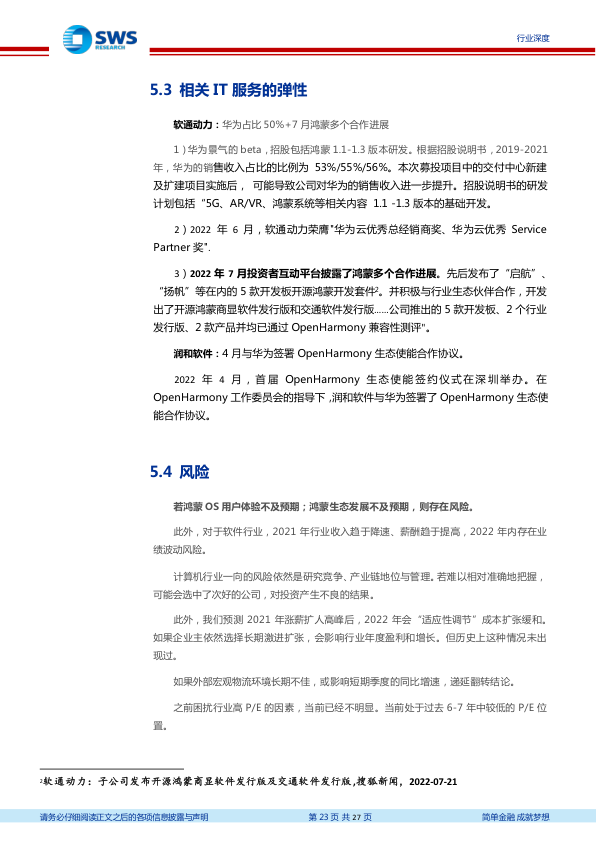 SWS
RESEARCH
行业深度
5.3 相关 IT 服务的弹性
软通动力：华为占比 50%+7 月鸿蒙多个合作进展
1）华为景气的 beta，招股包括鸿蒙 1.1-1.3 版本研发。根据招股说明书，2019-2021
年，华为的销售收入占比的比例为 53%/55%/56%。本次募投项目中的交付中心新建
及扩建项目实施后， 可能导致公司对华为的销售收入进一步提升。招股说明书的研发
计划包括“5G、AR/VR、鸿蒙系统等相关内容 1.1 -1.3 版本的基础开发。
2）2022 年 6 月，软通动力荣膺"华为云优秀总经销商奖、华为云优秀 Service
Partner 奖".
3）2022 年 7 月投资者互动平台披露了鸿蒙多个合作进展。先后发布了“启航”、
“扬帆”等在内的 5 款开发板开源鸿蒙开发套件2。并积极与行业生态伙伴合作，开发
出了开源鸿蒙商显软件发行版和交通软件发行版……公司推出的 5 款开发板、2 个行业
发行版、2 款产品并均已通过 OpenHarmony 兼容性测评"。
润和软件：4 月与华为签署 OpenHarmony 生态使能合作协议。
2022 年 4 月，首届 OpenHarmony 生态使能签约仪式在深圳举办。在
OpenHarmony 工作委员会的指导下，润和软件与华为签署了 OpenHarmony 生态使
能合作协议。
5.4 风险
若鸿蒙 OS 用户体验不及预期；鸿蒙生态发展不及预期，则存在风险。
此外，对于软件行业，2021 年行业收入趋于降速、薪酬趋于提高，2022 年内存在业
绩波动风险。
计算机行业一向的风险依然是研究竞争、产业链地位与管理。若难以相对准确地把握，
可能会选中了次好的公司，对投资产生不良的结果。
此外，我们预测 2021 年涨薪扩人高峰后，2022 年会“适应性调节”成本扩张缓和。
如果企业主依然选择长期激进扩张，会影响行业年度盈利和增长。但历史上这种情况未出
现过。
如果外部宏观物流环境长期不佳，或影响短期季度的同比增速，递延翻转结论。
之前困扰行业高 P/E 的因素，当前已经不明显。当前处于过去 6-7 年中较低的 P/E 位
置。
2软通动力：子公司发布开源鸿蒙商显软件发行版及交通软件发行版,搜狐新闻，2022-07-21
请务必仔细阅读正文之后的各项信息披露与声明
第 23 页 共 27 页
简单金融 成就梦想